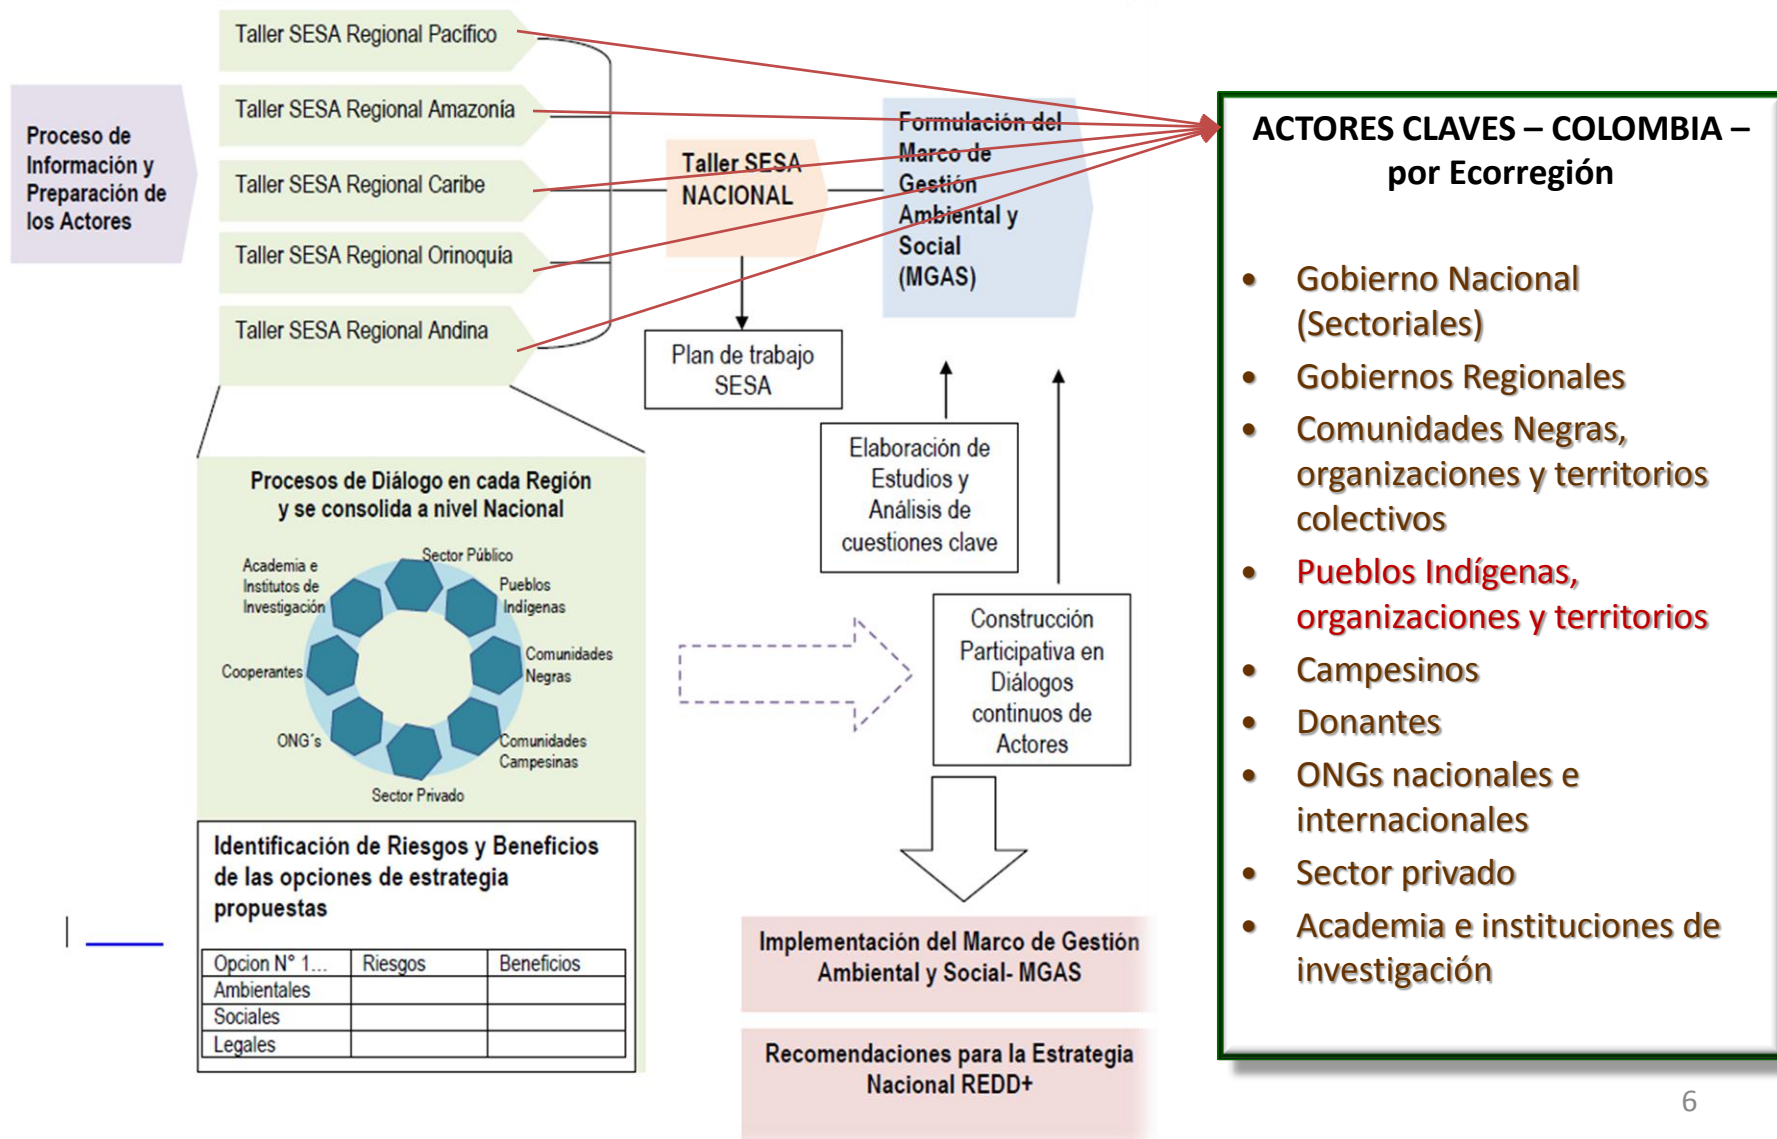 Proceso de
Información y
Preparación de
los Actores
Taller SESA Regional Pacífico
Taller SESA Regional Amazonía
Taller SESA Regional Caribe
Taller SESA Regional Orinoquía
Taller SESA Regional Andina
Taller SESA
NACIONAL
Plan de trabajo
SESA
Formulación del
Marco de
Gestión
Ambiental y
Social
(MGAS)
Elaboración de
Estudios y
Análisis de
cuestiones clave
Construcción
Participativa en
Diálogos
continuos de
Actores
Procesos de Diálogo en cada Región
y se consolida a nivel Nacional
Sector Público
Pueblos
Indígenas
Comunidades
Negras
Comunidades
Campesinas
Sector Privado
ONG´s
Cooperantes
Academia e
Institutos de
Investigación
Identificación de Riesgos y Beneficios
de las opciones de estrategia
propuestas
Opcion N° 1... Riesgos Beneficios
Ambientales
Sociales
Legales
Implementación del Marco de Gestión
Ambiental y Social- MGAS
Recomendaciones para la Estrategia
Nacional REDD+
ACTORES CLAVES – COLOMBIA –
por Ecorregión
• Gobierno Nacional
(Sectoriales)
• Gobiernos Regionales
• Comunidades Negras,
organizaciones y territorios
colectivos
• Pueblos Indígenas,
organizaciones y territorios
• Campesinos
• Donantes
• ONGs nacionales e
internacionales
• Sector privado
• Academia e instituciones de
investigación
6